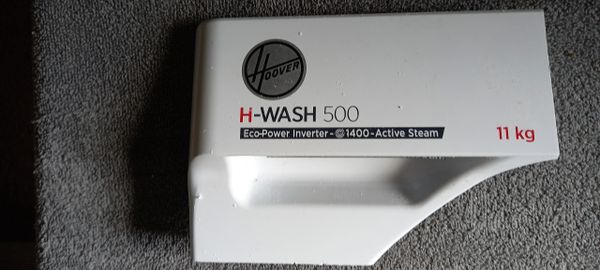 HOOVER
H-WASH 500
Eco-Power Inverter - 1400 - Active Steam
11 kg